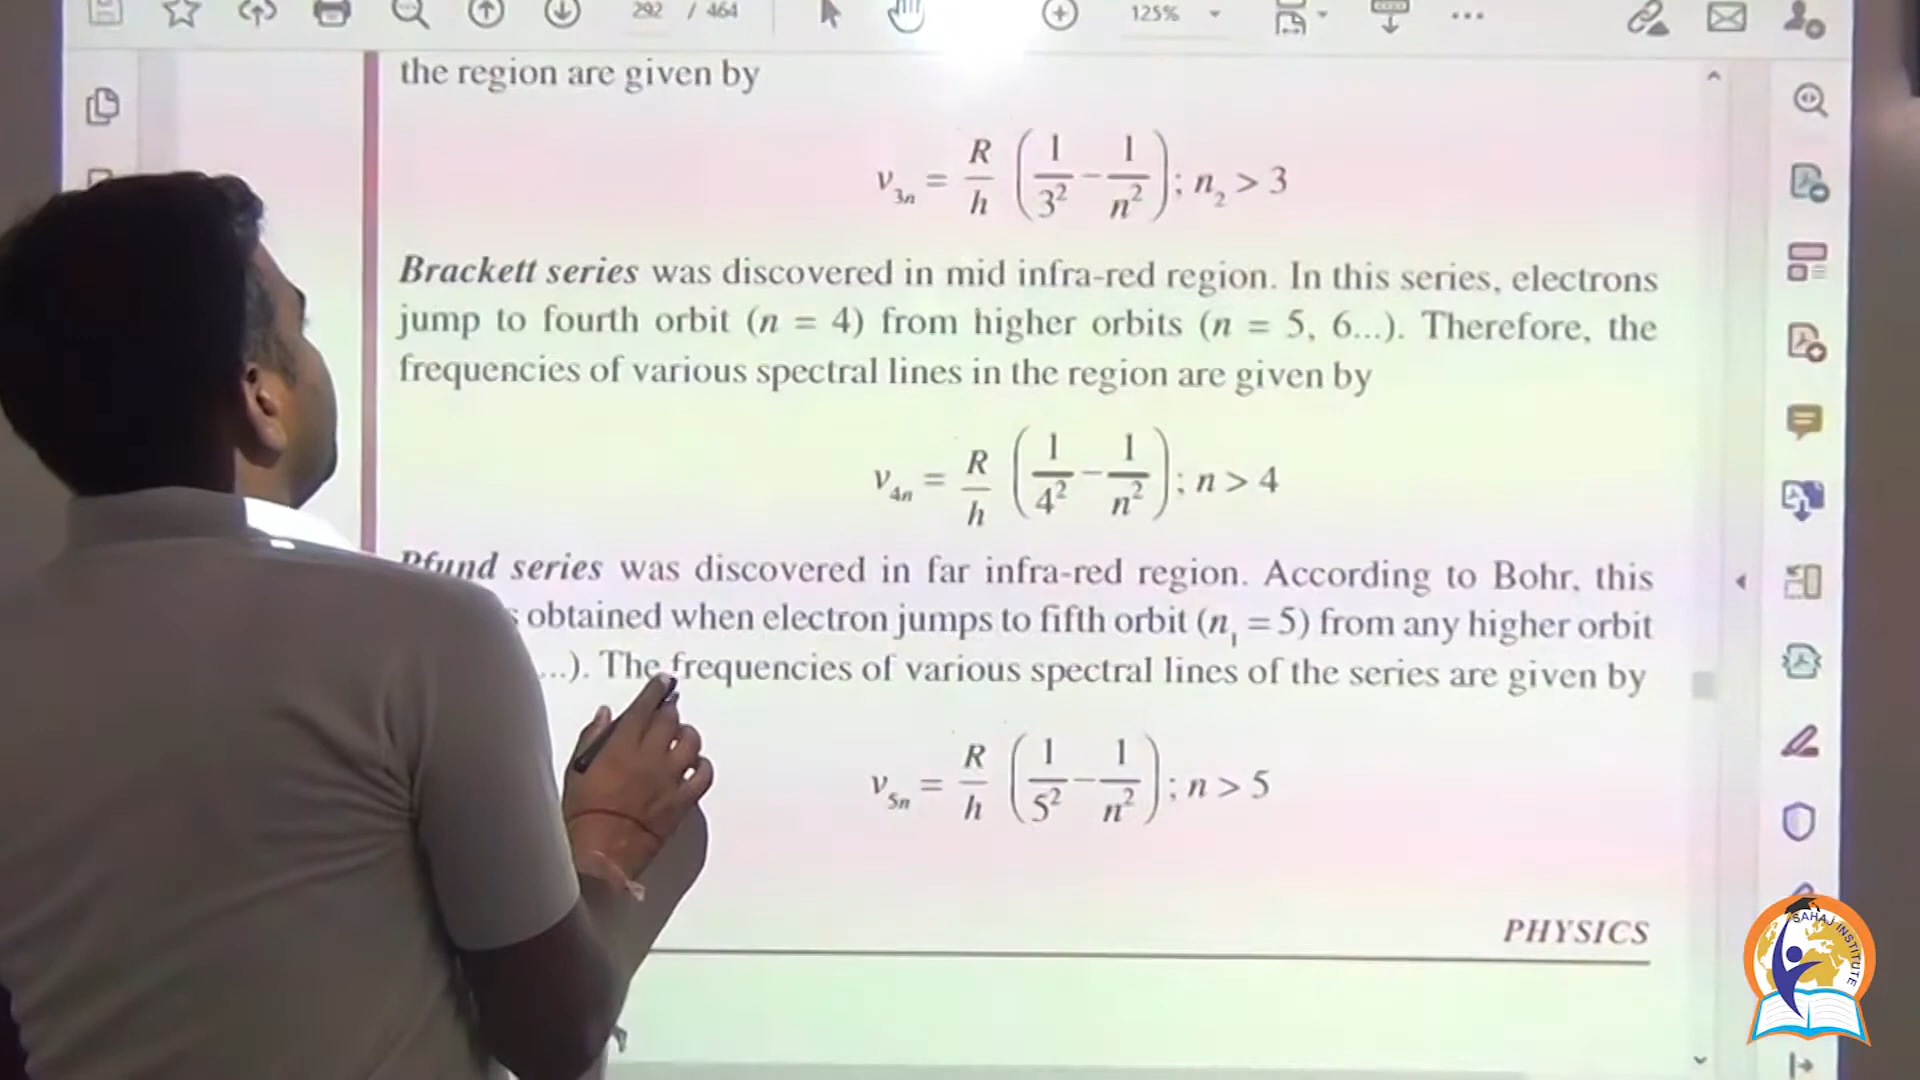 292 / 464
125%
the region are given by
ν₃ₙ = R/h (1/3² − 1/n²); n₂ > 3
Brackett series was discovered in mid infra-red region. In this series, electrons
jump to fourth orbit (n = 4) from higher orbits (n = 5, 6...). Therefore, the
frequencies of various spectral lines in the region are given by
ν₄ₙ = R/h (1/4² − 1/n²); n > 4
Pfund series was discovered in far infra-red region. According to Bohr, this
obtained when electron jumps to fifth orbit (n₁ = 5) from any higher orbit
...). The frequencies of various spectral lines of the series are given by
ν₅ₙ = R/h (1/5² − 1/n²); n > 5
PHYSICS
SAHAJ INSTITUTE